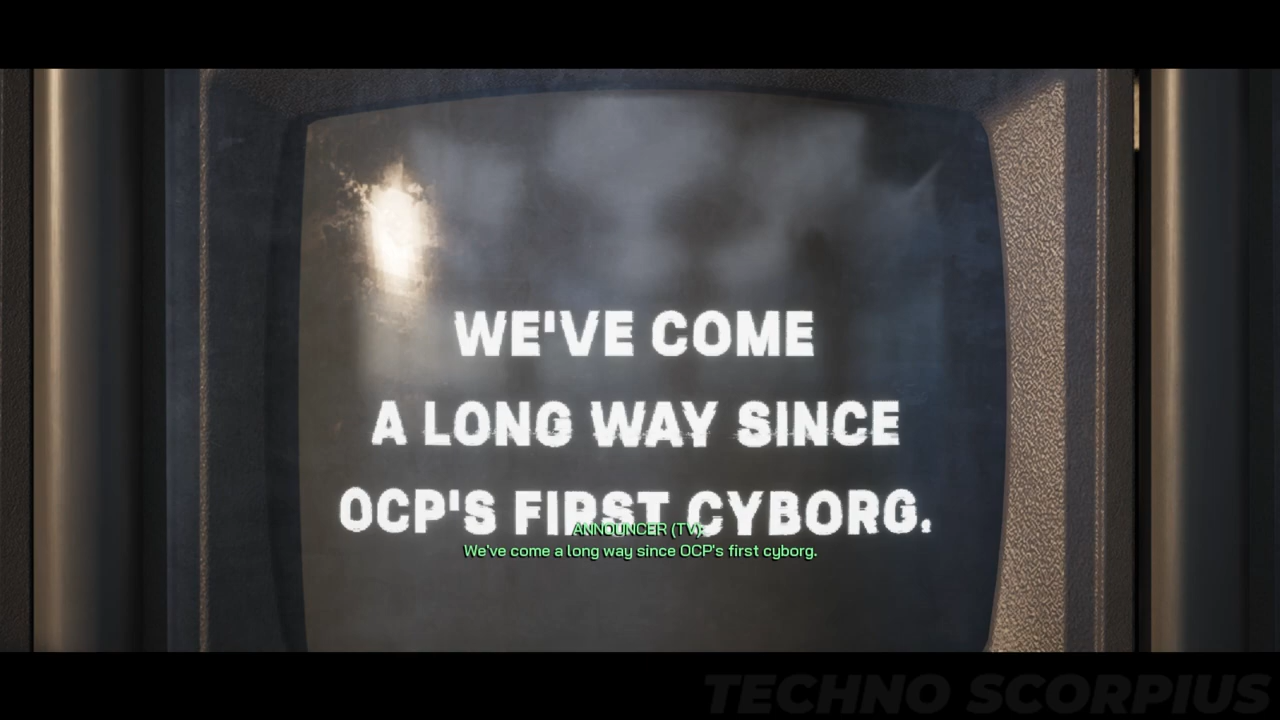 WE'VE COME
A LONG WAY SINCE
OCP'S FIRST CYBORG.
ANNOUNCER (TV):
We've come a long way since OCP's first cyborg.
TECHNO SCORPIUS